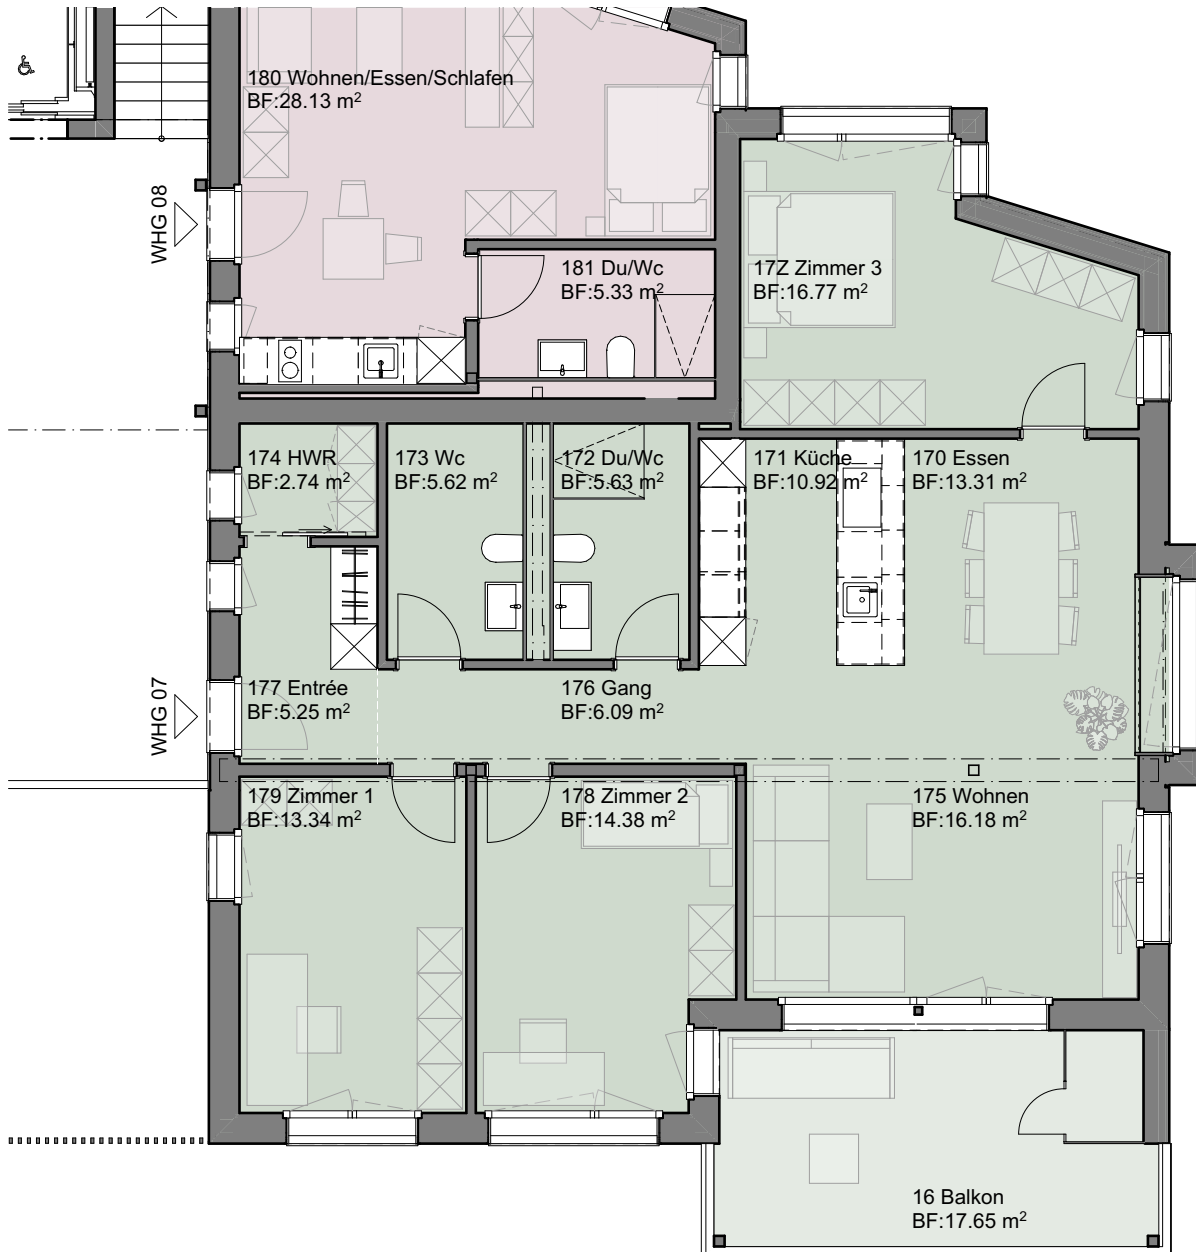 180 Wohnen/Essen/Schlafen
BF:28.13 m²
WHG 08
181 Du/Wc
BF:5.33 m²
17Z Zimmer 3
BF:16.77 m²
174 HWR
BF:2.74 m²
173 Wc
BF:5.62 m²
172 Du/Wc
BF:5.63 m²
171 Küche
BF:10.92 m²
170 Essen
BF:13.31 m²
WHG 07
177 Entrée
BF:5.25 m²
176 Gang
BF:6.09 m²
179 Zimmer 1
BF:13.34 m²
178 Zimmer 2
BF:14.38 m²
175 Wohnen
BF:16.18 m²
16 Balkon
BF:17.65 m²